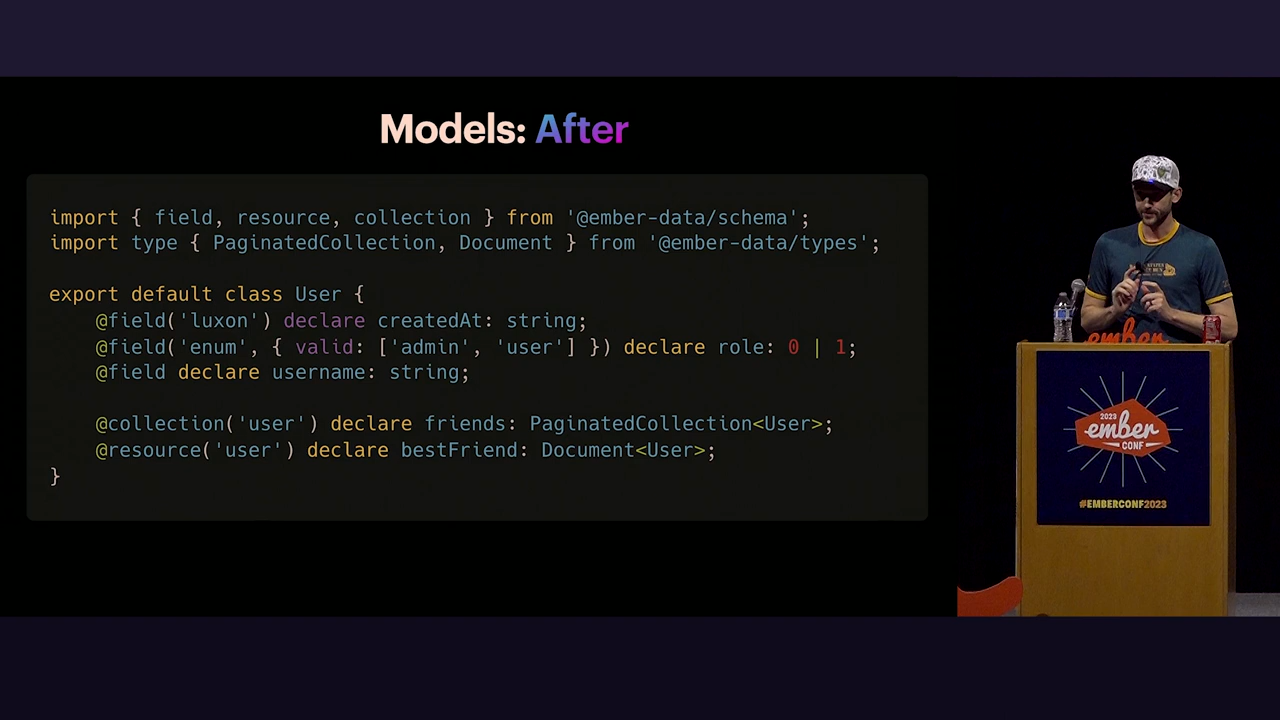 Models: After
import { field, resource, collection } from '@ember-data/schema';
import type { PaginatedCollection, Document } from '@ember-data/types';
export default class User {
@field('luxon') declare createdAt: string;
@field('enum', { valid: ['admin', 'user'] }) declare role: 0 | 1;
@field declare username: string;
@collection('user') declare friends: PaginatedCollection<User>;
@resource('user') declare bestFriend: Document<User>;
}
ember
2023
ember
CONF
#EMBERCONF2023